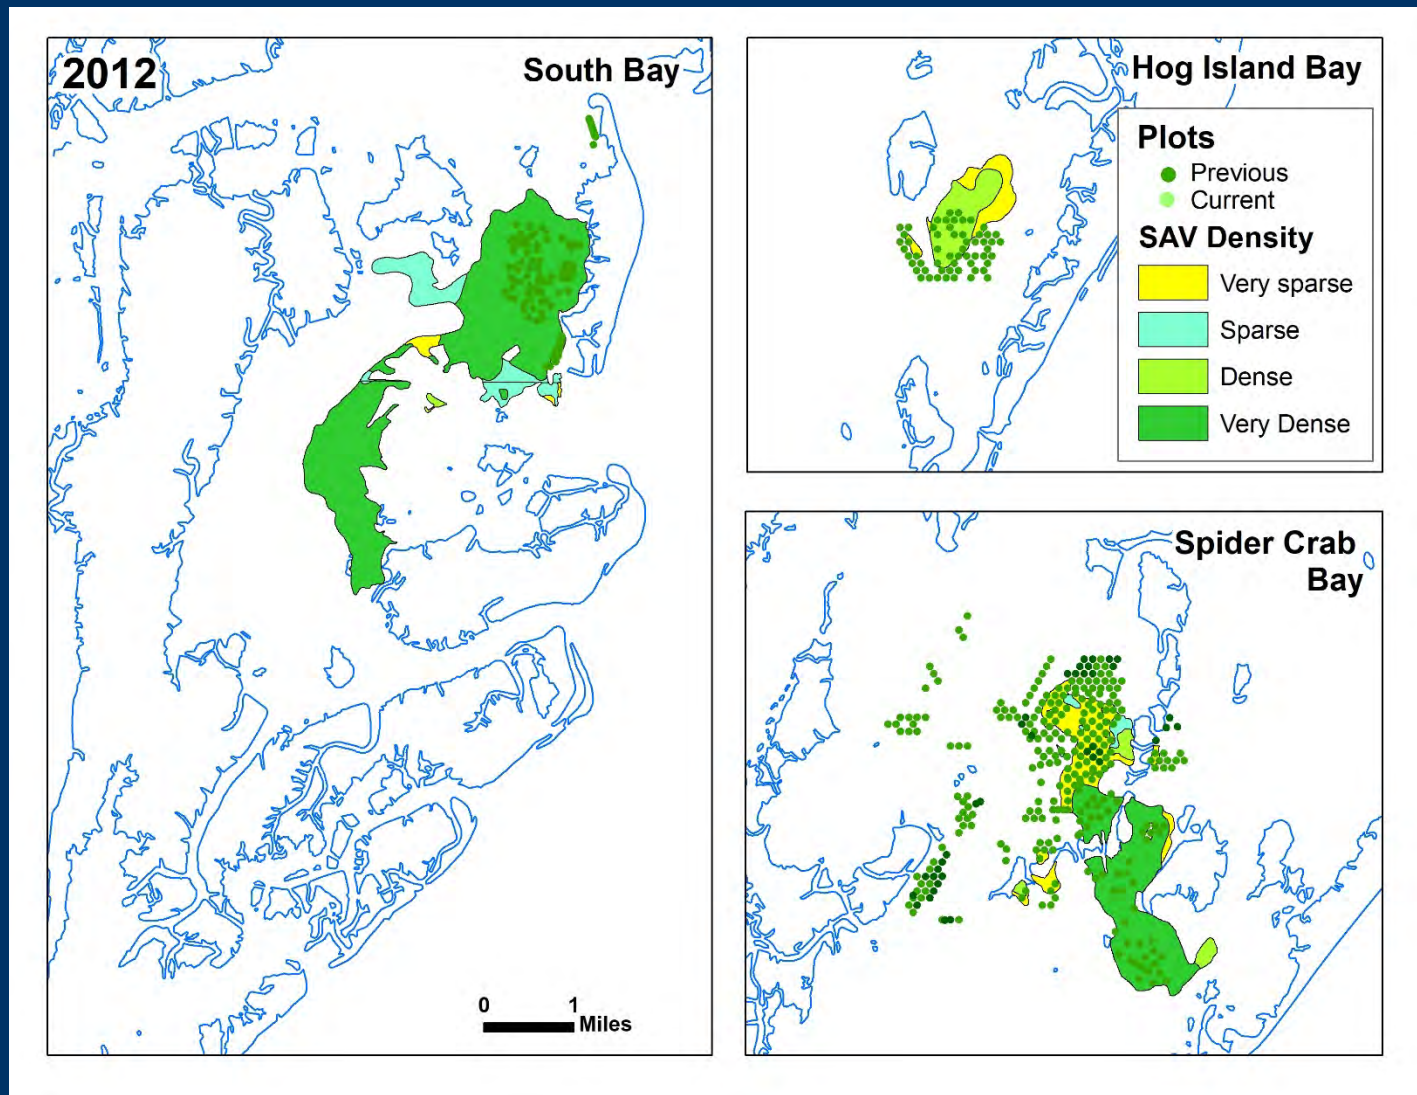 2012
South Bay
Hog Island Bay
Plots
Previous
Current
SAV Density
Very sparse
Sparse
Dense
Very Dense
Spider Crab
Bay
0 1
Miles